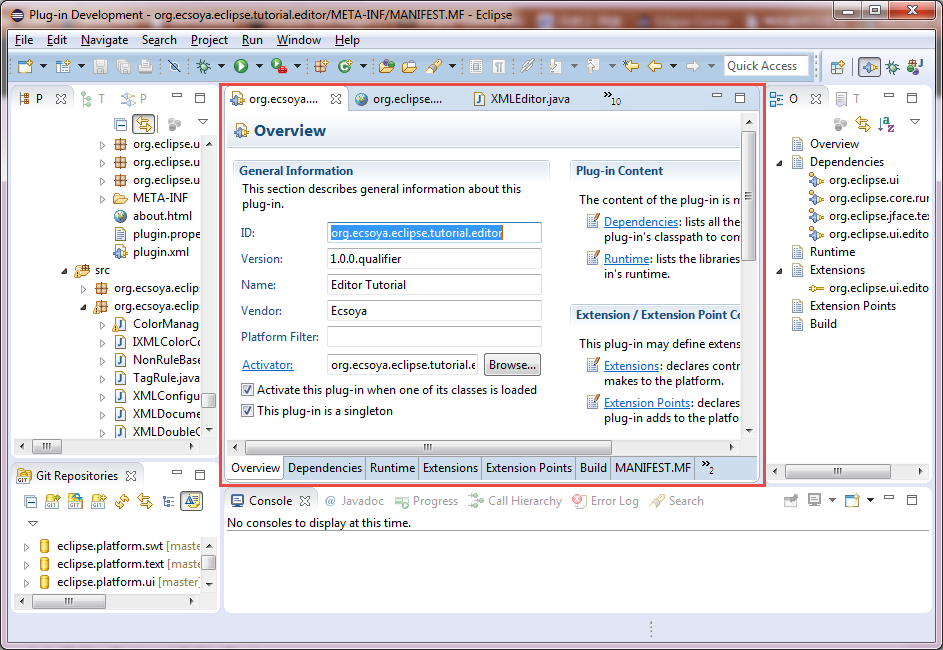 Plug-in Development - org.ecsoya.eclipse.tutorial.editor/META-INF/MANIFEST.MF - Eclipse
File Edit Navigate Search Project Run Window Help
Quick Access
P T P
org.eclipse.u
org.eclipse.u
org.eclipse.u
META-INF
about.html
plugin.prope
plugin.xml
src
org.ecsoya.eclip
org.ecsoya.eclip
ColorManag
IXMLColorCo
NonRuleBase
TagRule.java
XMLConfigu
XMLDocume
XMLDoubleC
Git Repositories
eclipse.platform.swt [maste
eclipse.platform.text [maste
eclipse.platform.ui [master]
org.ecsoya.... org.eclipse.... XMLEditor.java »10
Overview
General Information
This section describes general information about this
plug-in.
ID: org.ecsoya.eclipse.tutorial.editor
Version: 1.0.0.qualifier
Name: Editor Tutorial
Vendor: Ecsoya
Platform Filter:
Activator: org.ecsoya.eclipse.tutorial.e Browse...
Activate this plug-in when one of its classes is loaded
This plug-in is a singleton
Plug-in Content
The content of the plug-in is m
Dependencies: lists all the
plug-in's classpath to com
Runtime: lists the libraries
in's runtime.
Extension / Extension Point Co
This plug-in may define extens
Extensions: declares contr
makes to the platform.
Extension Points: declares
plug-in adds to the platfo
Overview Dependencies Runtime Extensions Extension Points Build MANIFEST.MF »2
O T
Overview
Dependencies
org.eclipse.ui
org.eclipse.core.run
org.eclipse.jface.tex
org.eclipse.ui.edito
Runtime
Extensions
org.eclipse.ui.edito
Extension Points
Build
Console Javadoc Progress Call Hierarchy Error Log Search
No consoles to display at this time.